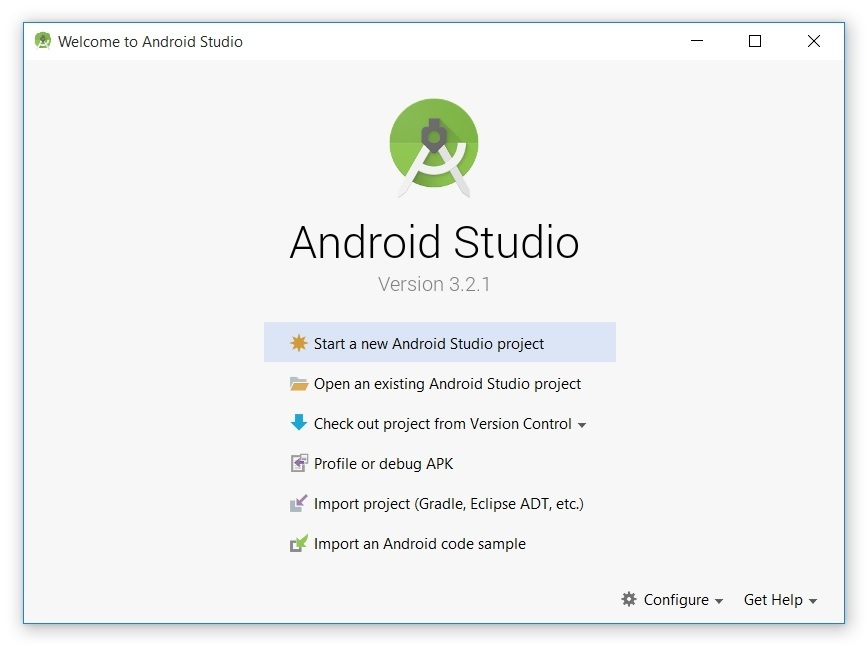 Welcome to Android Studio
Android Studio
Version 3.2.1
Start a new Android Studio project
Open an existing Android Studio project
Check out project from Version Control
Profile or debug APK
Import project (Gradle, Eclipse ADT, etc.)
Import an Android code sample
Configure Get Help